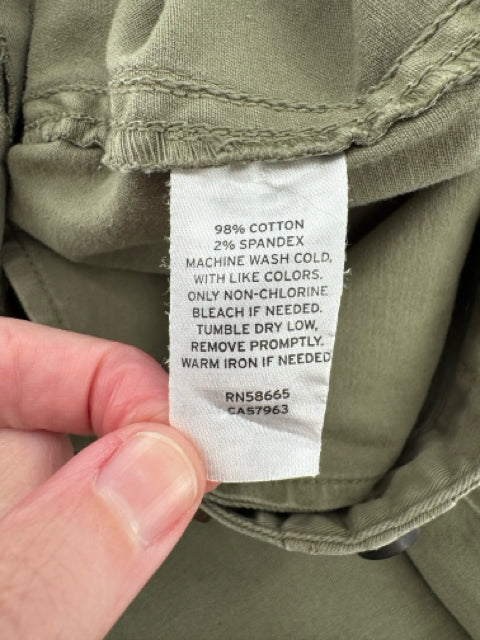 98% COTTON
2% SPANDEX
MACHINE WASH COLD,
WITH LIKE COLORS.
ONLY NON-CHLORINE
BLEACH IF NEEDED.
TUMBLE DRY LOW,
REMOVE PROMPTLY.
WARM IRON IF NEEDED
RN58665
CA57963